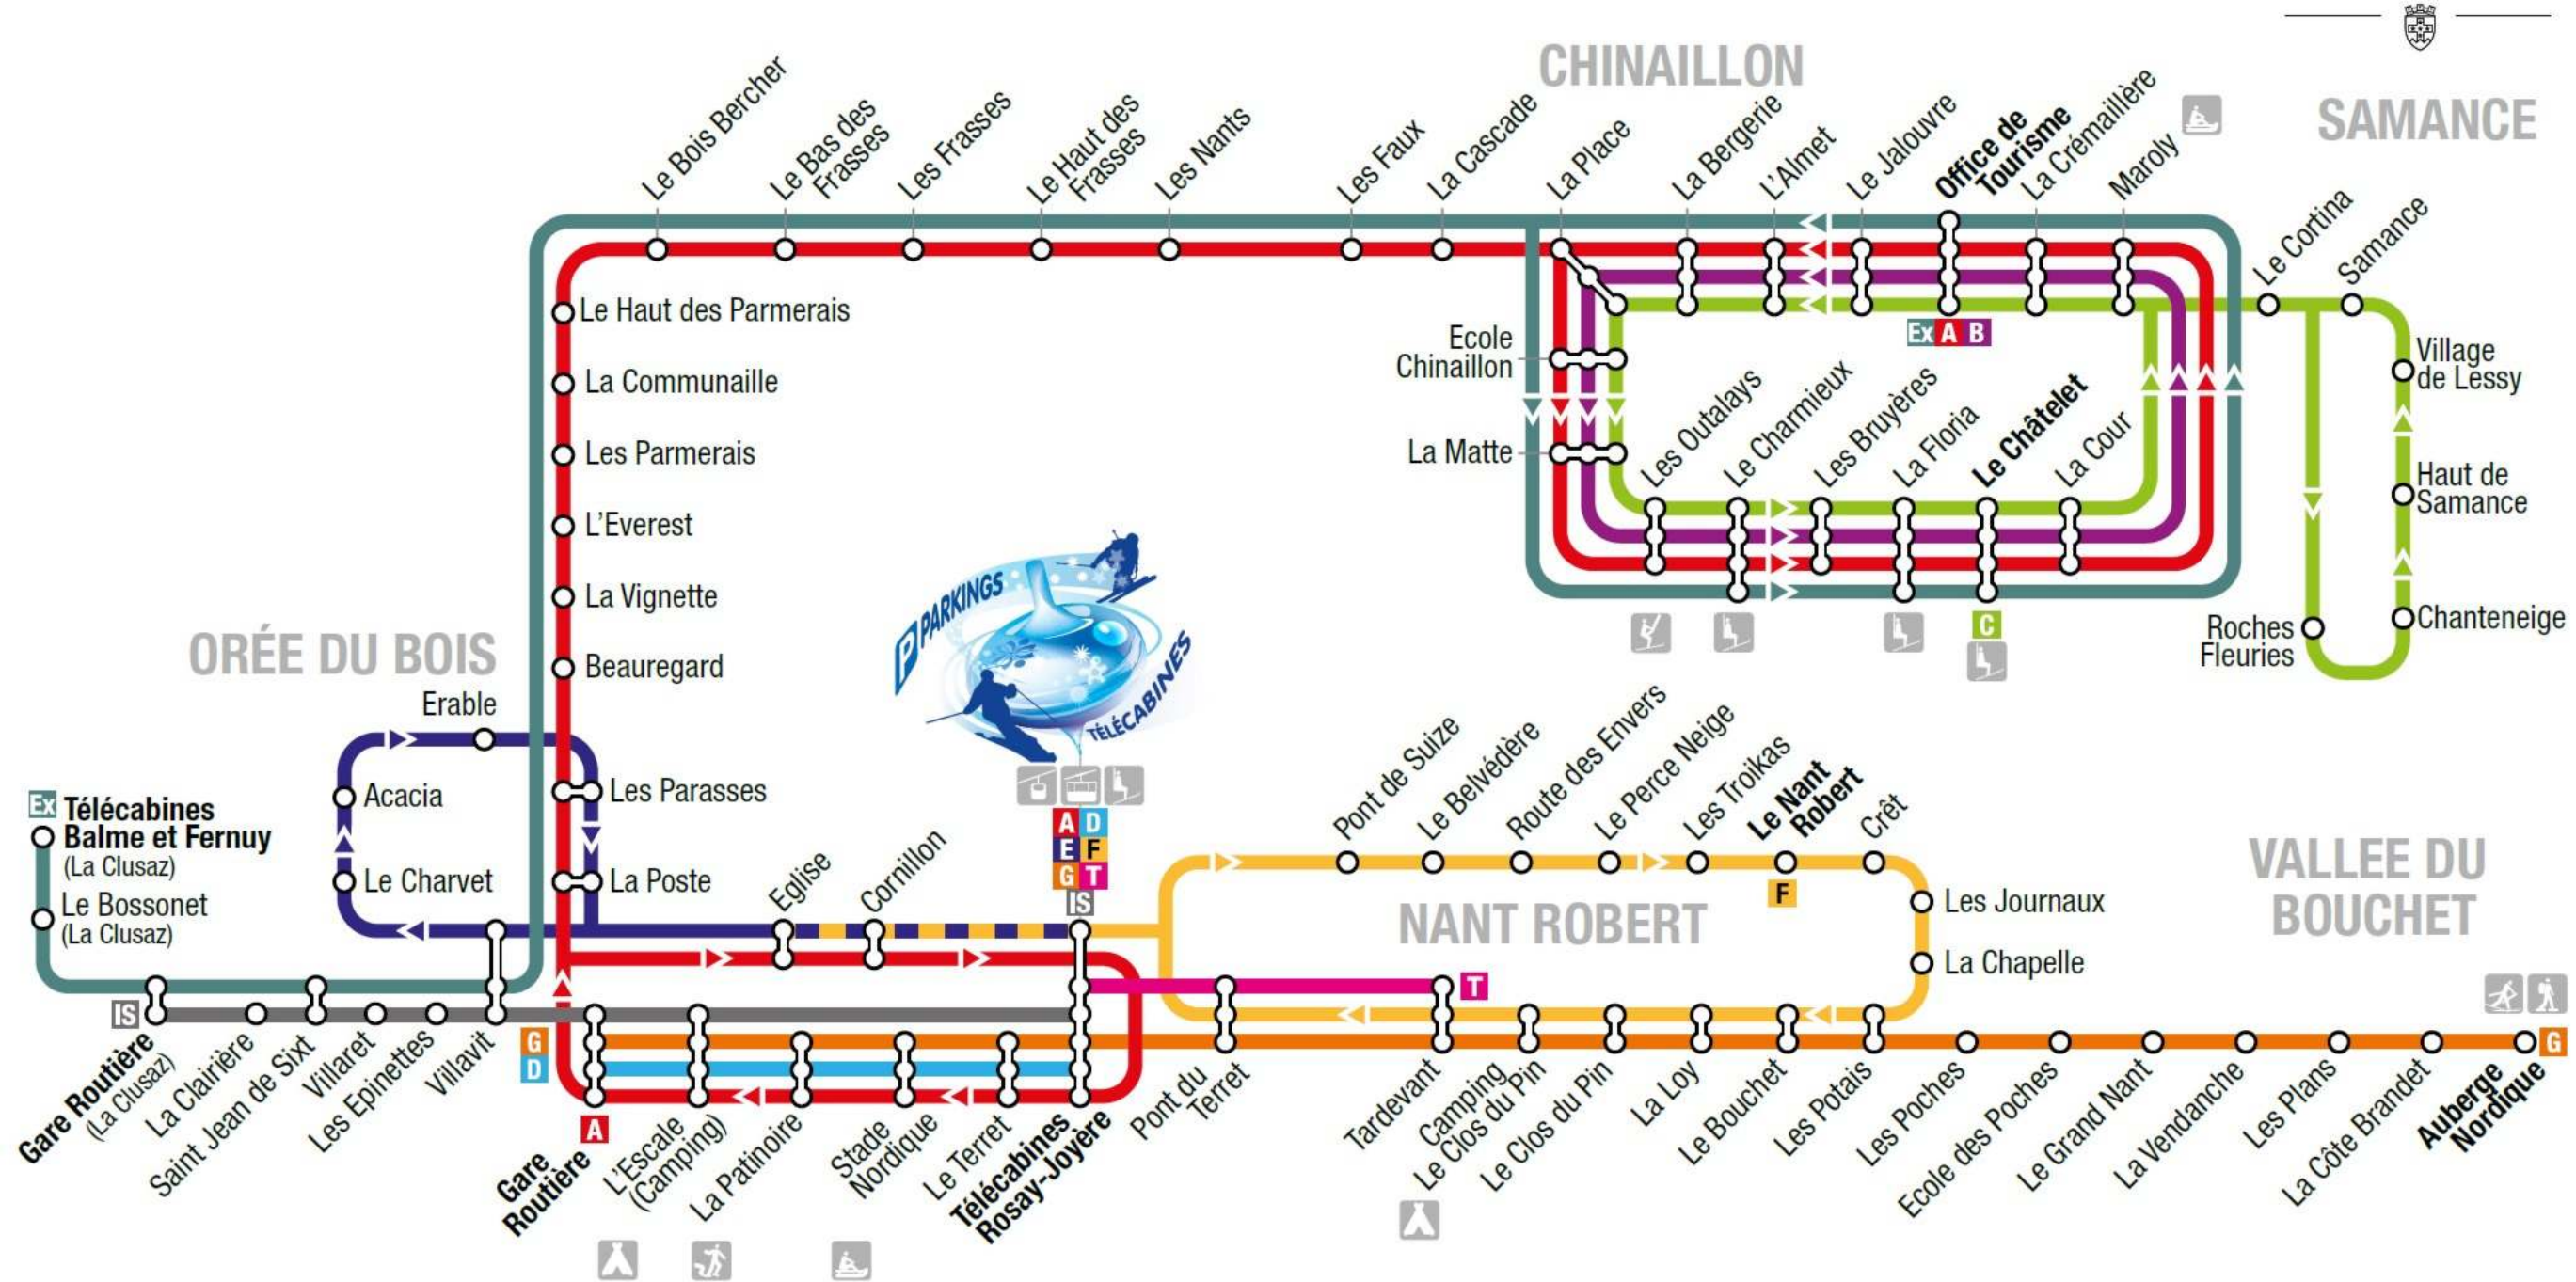 CHINAILLON
SAMANCE
Le Bois Bercher
Le Bas des
Frasses
Les Frasses
Le Haut des
Frasses
Les Nants
Les Faux
La Cascade
La Place
La Bergerie
L'Almet
Le Jalouvre
Office de
Tourisme
La Crémaillère
Maroly
Le Cortina
Samance
Ex A B
Le Haut des Parmerais
La Communaille
Les Parmerais
L'Everest
La Vignette
Beauregard
Ecole
Chinaillon
La Matte
Les Outalays
Le Charmieux
Les Bruyères
La Floria
Le Châtelet
La Cour
C
Village
de Lessy
Haut de
Samance
Chanteneige
Roches
Fleuries
P PARKINGS
TÉLÉCABINES
ORÉE DU BOIS
Erable
Acacia
Le Charvet
Les Parasses
La Poste
Ex Télécabines
Balme et Fernuy
(La Clusaz)
Le Bossonet
(La Clusaz)
Eglise
Cornillon
A D
E F
G T
IS
Pont de Suize
Le Belvédère
Route des Envers
Le Perce Neige
Les Troikas
Le Nant
Robert
Crêt
F
NANT ROBERT
Les Journaux
La Chapelle
VALLEE DU
BOUCHET
T
IS
G
D
G
A
Gare Routière
(La Clusaz)
La Clairière
Saint Jean de Sixt
Villaret
Les Epinettes
Villavit
Gare
Routière
L'Escale
(Camping)
La Patinoire
Stade
Nordique
Le Terret
Télécabines
Rosay-Joyère
Pont du
Terret
Tardevant
Camping
Le Clos du Pin
Le Clos du Pin
La Loy
Le Bouchet
Les Potais
Les Poches
Ecole des Poches
Le Grand Nant
La Vendanche
Les Plans
La Côte Brandet
Auberge
Nordique